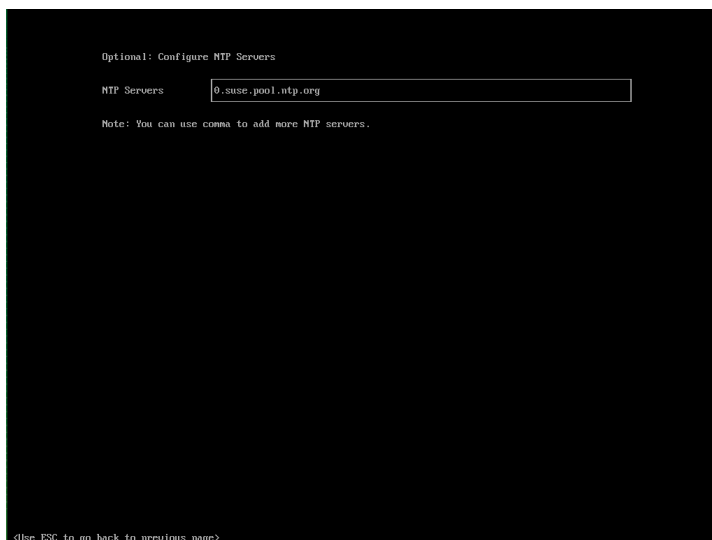 Optional: Configure NTP Servers
NTP Servers 0.suse.pool.ntp.org
Note: You can use comma to add more NTP servers.
<Use ESC to go back to previous page>